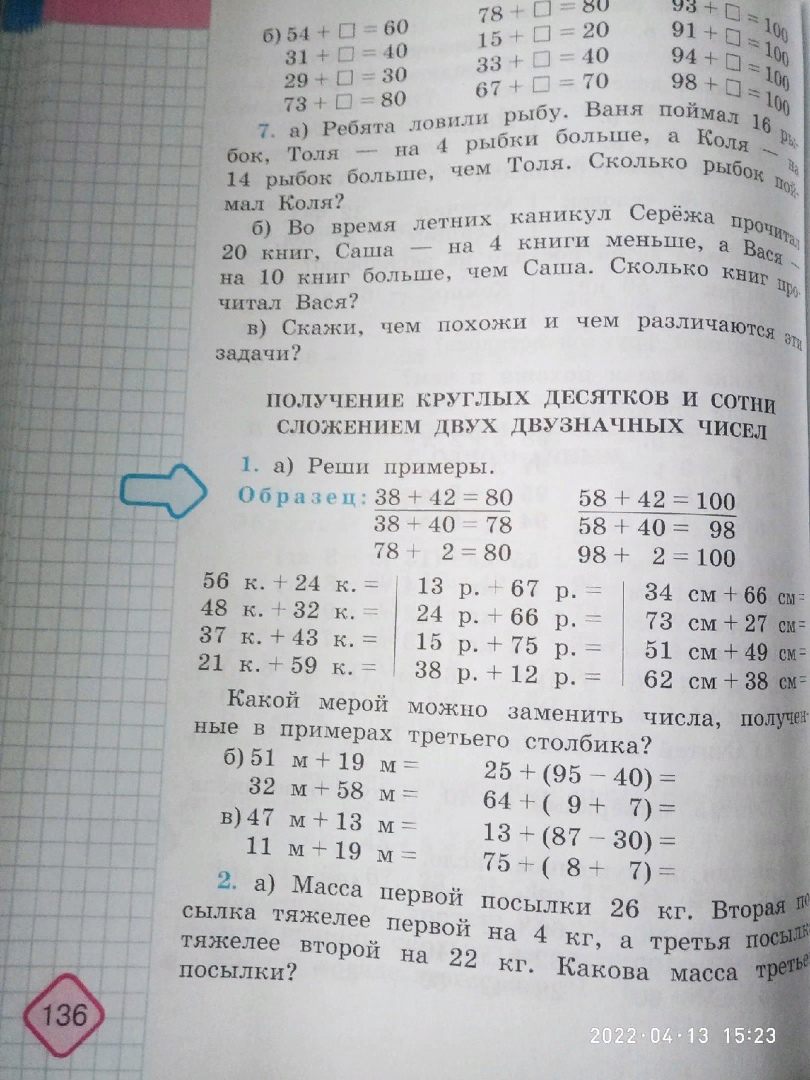 78 + □ = 80
93 + □ = 100
б) 54 + □ = 60
15 + □ = 20
91 + □ = 100
31 + □ = 40
33 + □ = 40
94 + □ = 100
29 + □ = 30
67 + □ = 70
98 + □ = 100
73 + □ = 80
7. а) Ребята ловили рыбу. Ваня поймал 16 ры-
бок, Толя — на 4 рыбки больше, а Коля — на
14 рыбок больше, чем Толя. Сколько рыбок пой-
мал Коля?
б) Во время летних каникул Серёжа прочитал
20 книг, Саша — на 4 книги меньше, а Вася —
на 10 книг больше, чем Саша. Сколько книг про-
читал Вася?
в) Скажи, чем похожи и чем различаются эти
задачи?
ПОЛУЧЕНИЕ КРУГЛЫХ ДЕСЯТКОВ И СОТНИ
СЛОЖЕНИЕМ ДВУХ ДВУЗНАЧНЫХ ЧИСЕЛ
1. а) Реши примеры.
Образец: 38 + 42 = 80 58 + 42 = 100
38 + 40 = 78 58 + 40 = 98
78 + 2 = 80 98 + 2 = 100
56 к. + 24 к. = 13 р. + 67 р. = 34 см + 66 см =
48 к. + 32 к. = 24 р. + 66 р. = 73 см + 27 см =
37 к. + 43 к. = 15 р. + 75 р. = 51 см + 49 см =
21 к. + 59 к. = 38 р. + 12 р. = 62 см + 38 см =
Какой мерой можно заменить числа, получен-
ные в примерах третьего столбика?
б) 51 м + 19 м = 25 + (95 − 40) =
32 м + 58 м = 64 + ( 9 + 7) =
в) 47 м + 13 м = 13 + (87 − 30) =
11 м + 19 м = 75 + ( 8 + 7) =
2. а) Масса первой посылки 26 кг. Вторая по
сылка тяжелее первой на 4 кг, а третья посылк
тяжелее второй на 22 кг. Какова масса третье
посылки?
136
2022·04·13 15:23